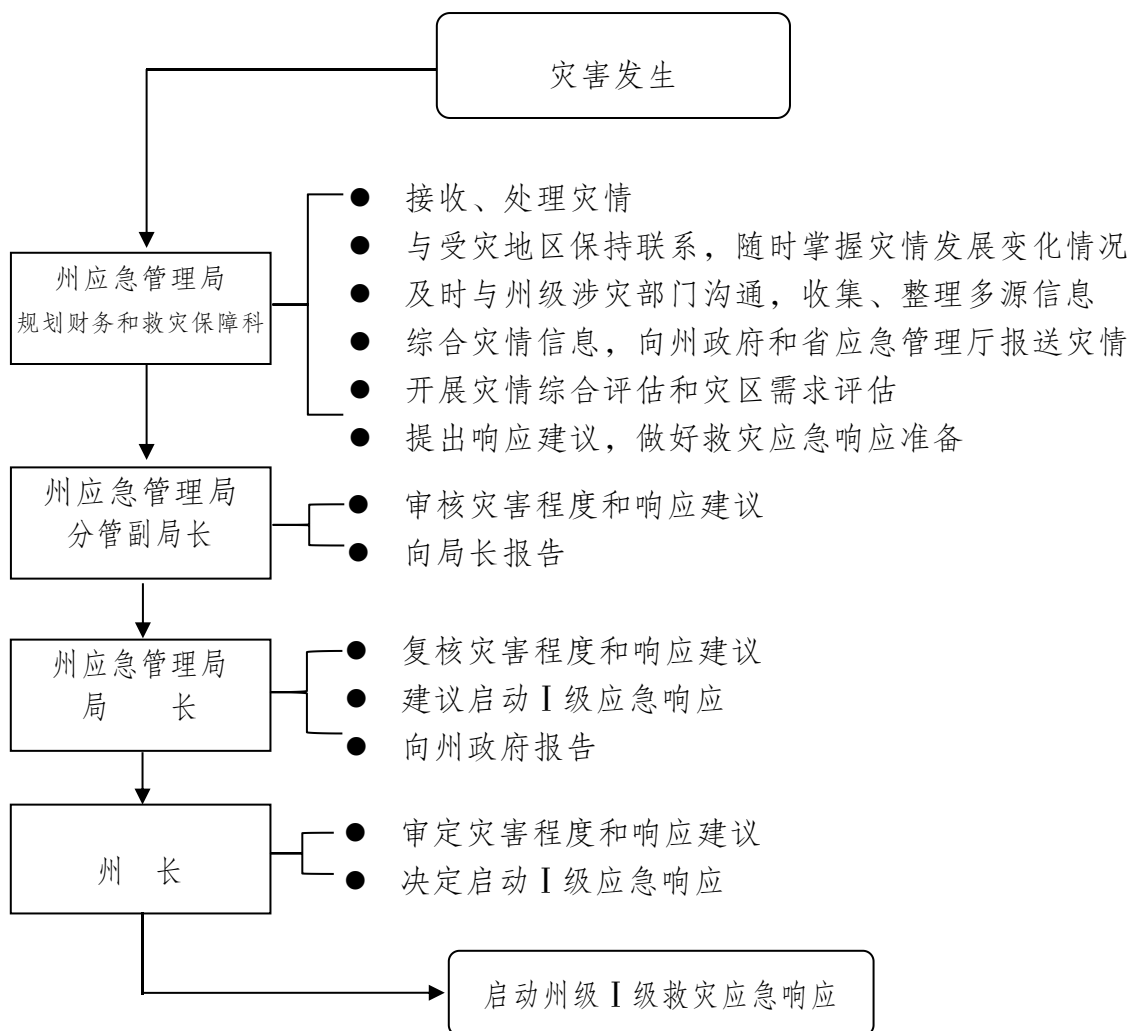 灾害发生
● 接收、处理灾情
● 与受灾地区保持联系，随时掌握灾情发展变化情况
州应急管理局
规划财务和救灾保障科
● 及时与州级涉灾部门沟通，收集、整理多源信息
● 综合灾情信息，向州政府和省应急管理厅报送灾情
● 开展灾情综合评估和灾区需求评估
● 提出响应建议，做好救灾应急响应准备
州应急管理局
分管副局长
● 审核灾害程度和响应建议
● 向局长报告
州应急管理局
局 长
● 复核灾害程度和响应建议
● 建议启动Ⅰ级应急响应
● 向州政府报告
州 长
● 审定灾害程度和响应建议
● 决定启动Ⅰ级应急响应
启动州级Ⅰ级救灾应急响应